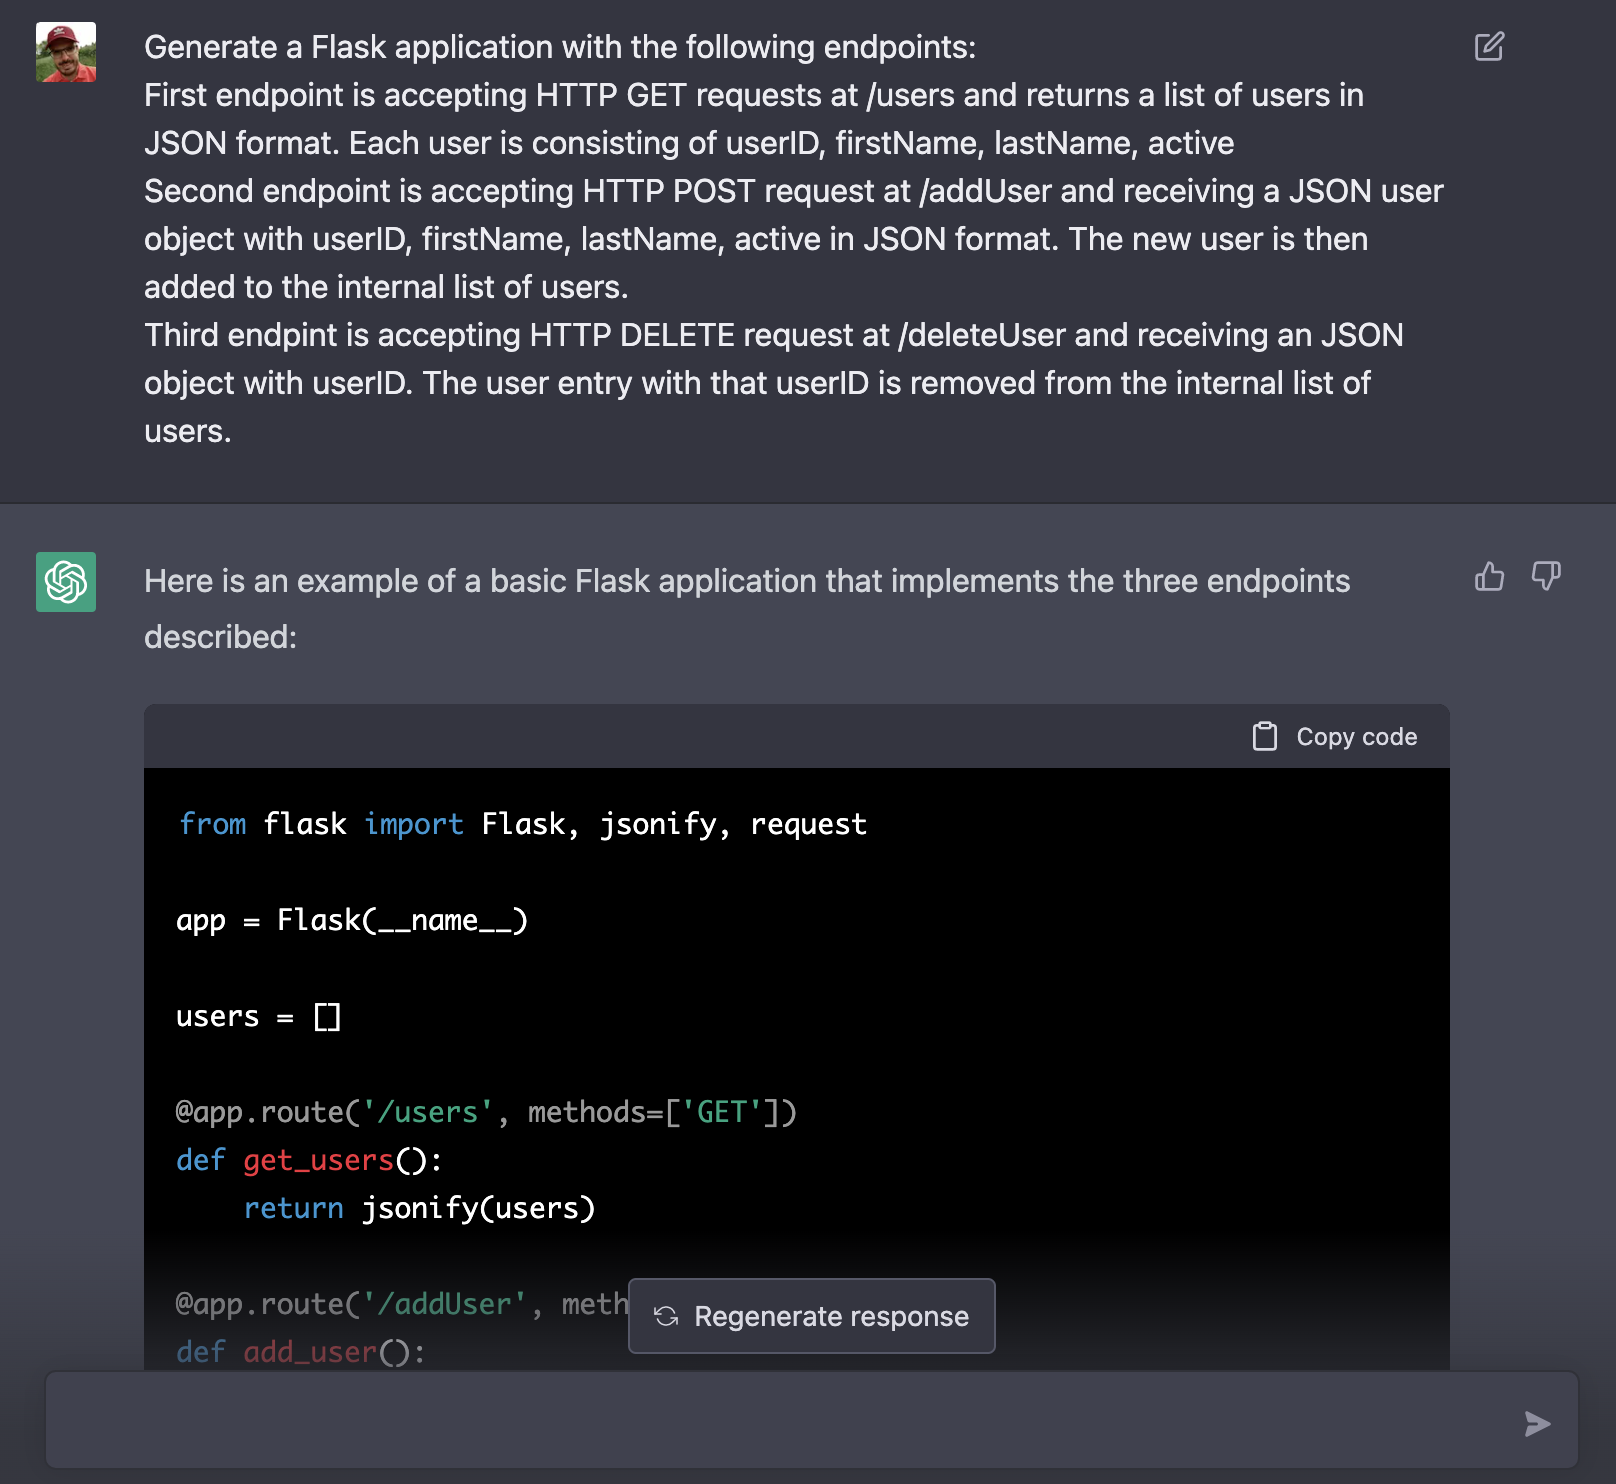 Generate a Flask application with the following endpoints:
First endpoint is accepting HTTP GET requests at /users and returns a list of users in
JSON format. Each user is consisting of userID, firstName, lastName, active
Second endpoint is accepting HTTP POST request at /addUser and receiving a JSON user
object with userID, firstName, lastName, active in JSON format. The new user is then
added to the internal list of users.
Third endpint is accepting HTTP DELETE request at /deleteUser and receiving an JSON
object with userID. The user entry with that userID is removed from the internal list of
users.
Here is an example of a basic Flask application that implements the three endpoints
described:
Copy code
from flask import Flask, jsonify, request
app = Flask(__name__)
users = []
@app.route('/users', methods=['GET'])
def get_users():
    return jsonify(users)
@app.route('/addUser', meth
Regenerate response
def add_user():